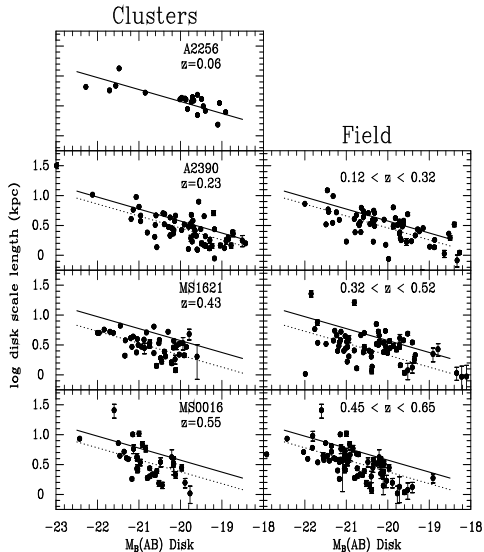 Clusters
A2256
z=0.06
Field
A2390
z=0.23
0.12 < z < 0.32
1.5
1.0
0.5
0
MS1621
z=0.43
0.32 < z < 0.52
1.5
1.0
0.5
0
MS0016
z=0.55
0.45 < z < 0.65
1.5
1.0
0.5
0
log disk scale length (kpc)
-23 -22 -21 -20 -19 -18 -22 -21 -20 -19 -18
M_B(AB) Disk M_B(AB) Disk